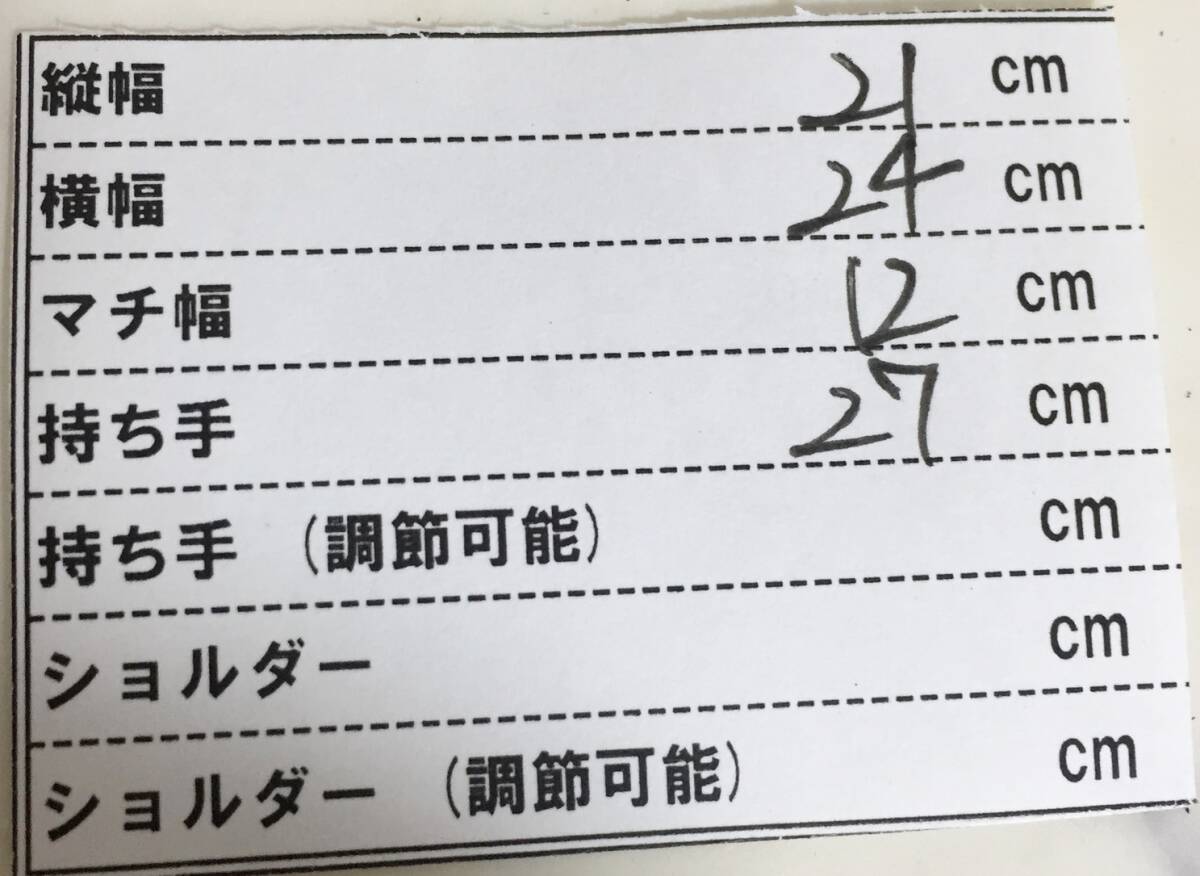 縦幅 21 cm
横幅 24 cm
マチ幅 12 cm
持ち手 27 cm
持ち手 (調節可能) cm
ショルダー cm
ショルダー (調節可能) cm